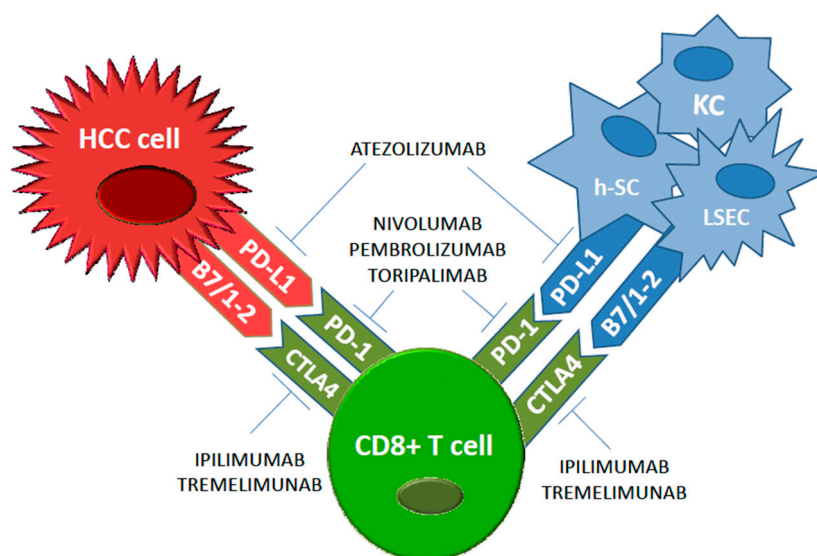 HCC cell
KC
h-SC
LSEC
ATEZOLIZUMAB
NIVOLUMAB
PEMBROLIZUMAB
TORIPALIMAB
PD-L1
B7/1-2
PD-1
CTLA4
PD-L1
B7/1-2
PD-1
CTLA4
CD8+ T cell
IPILIMUMAB
TREMELIMUNAB
IPILIMUMAB
TREMELIMUNAB